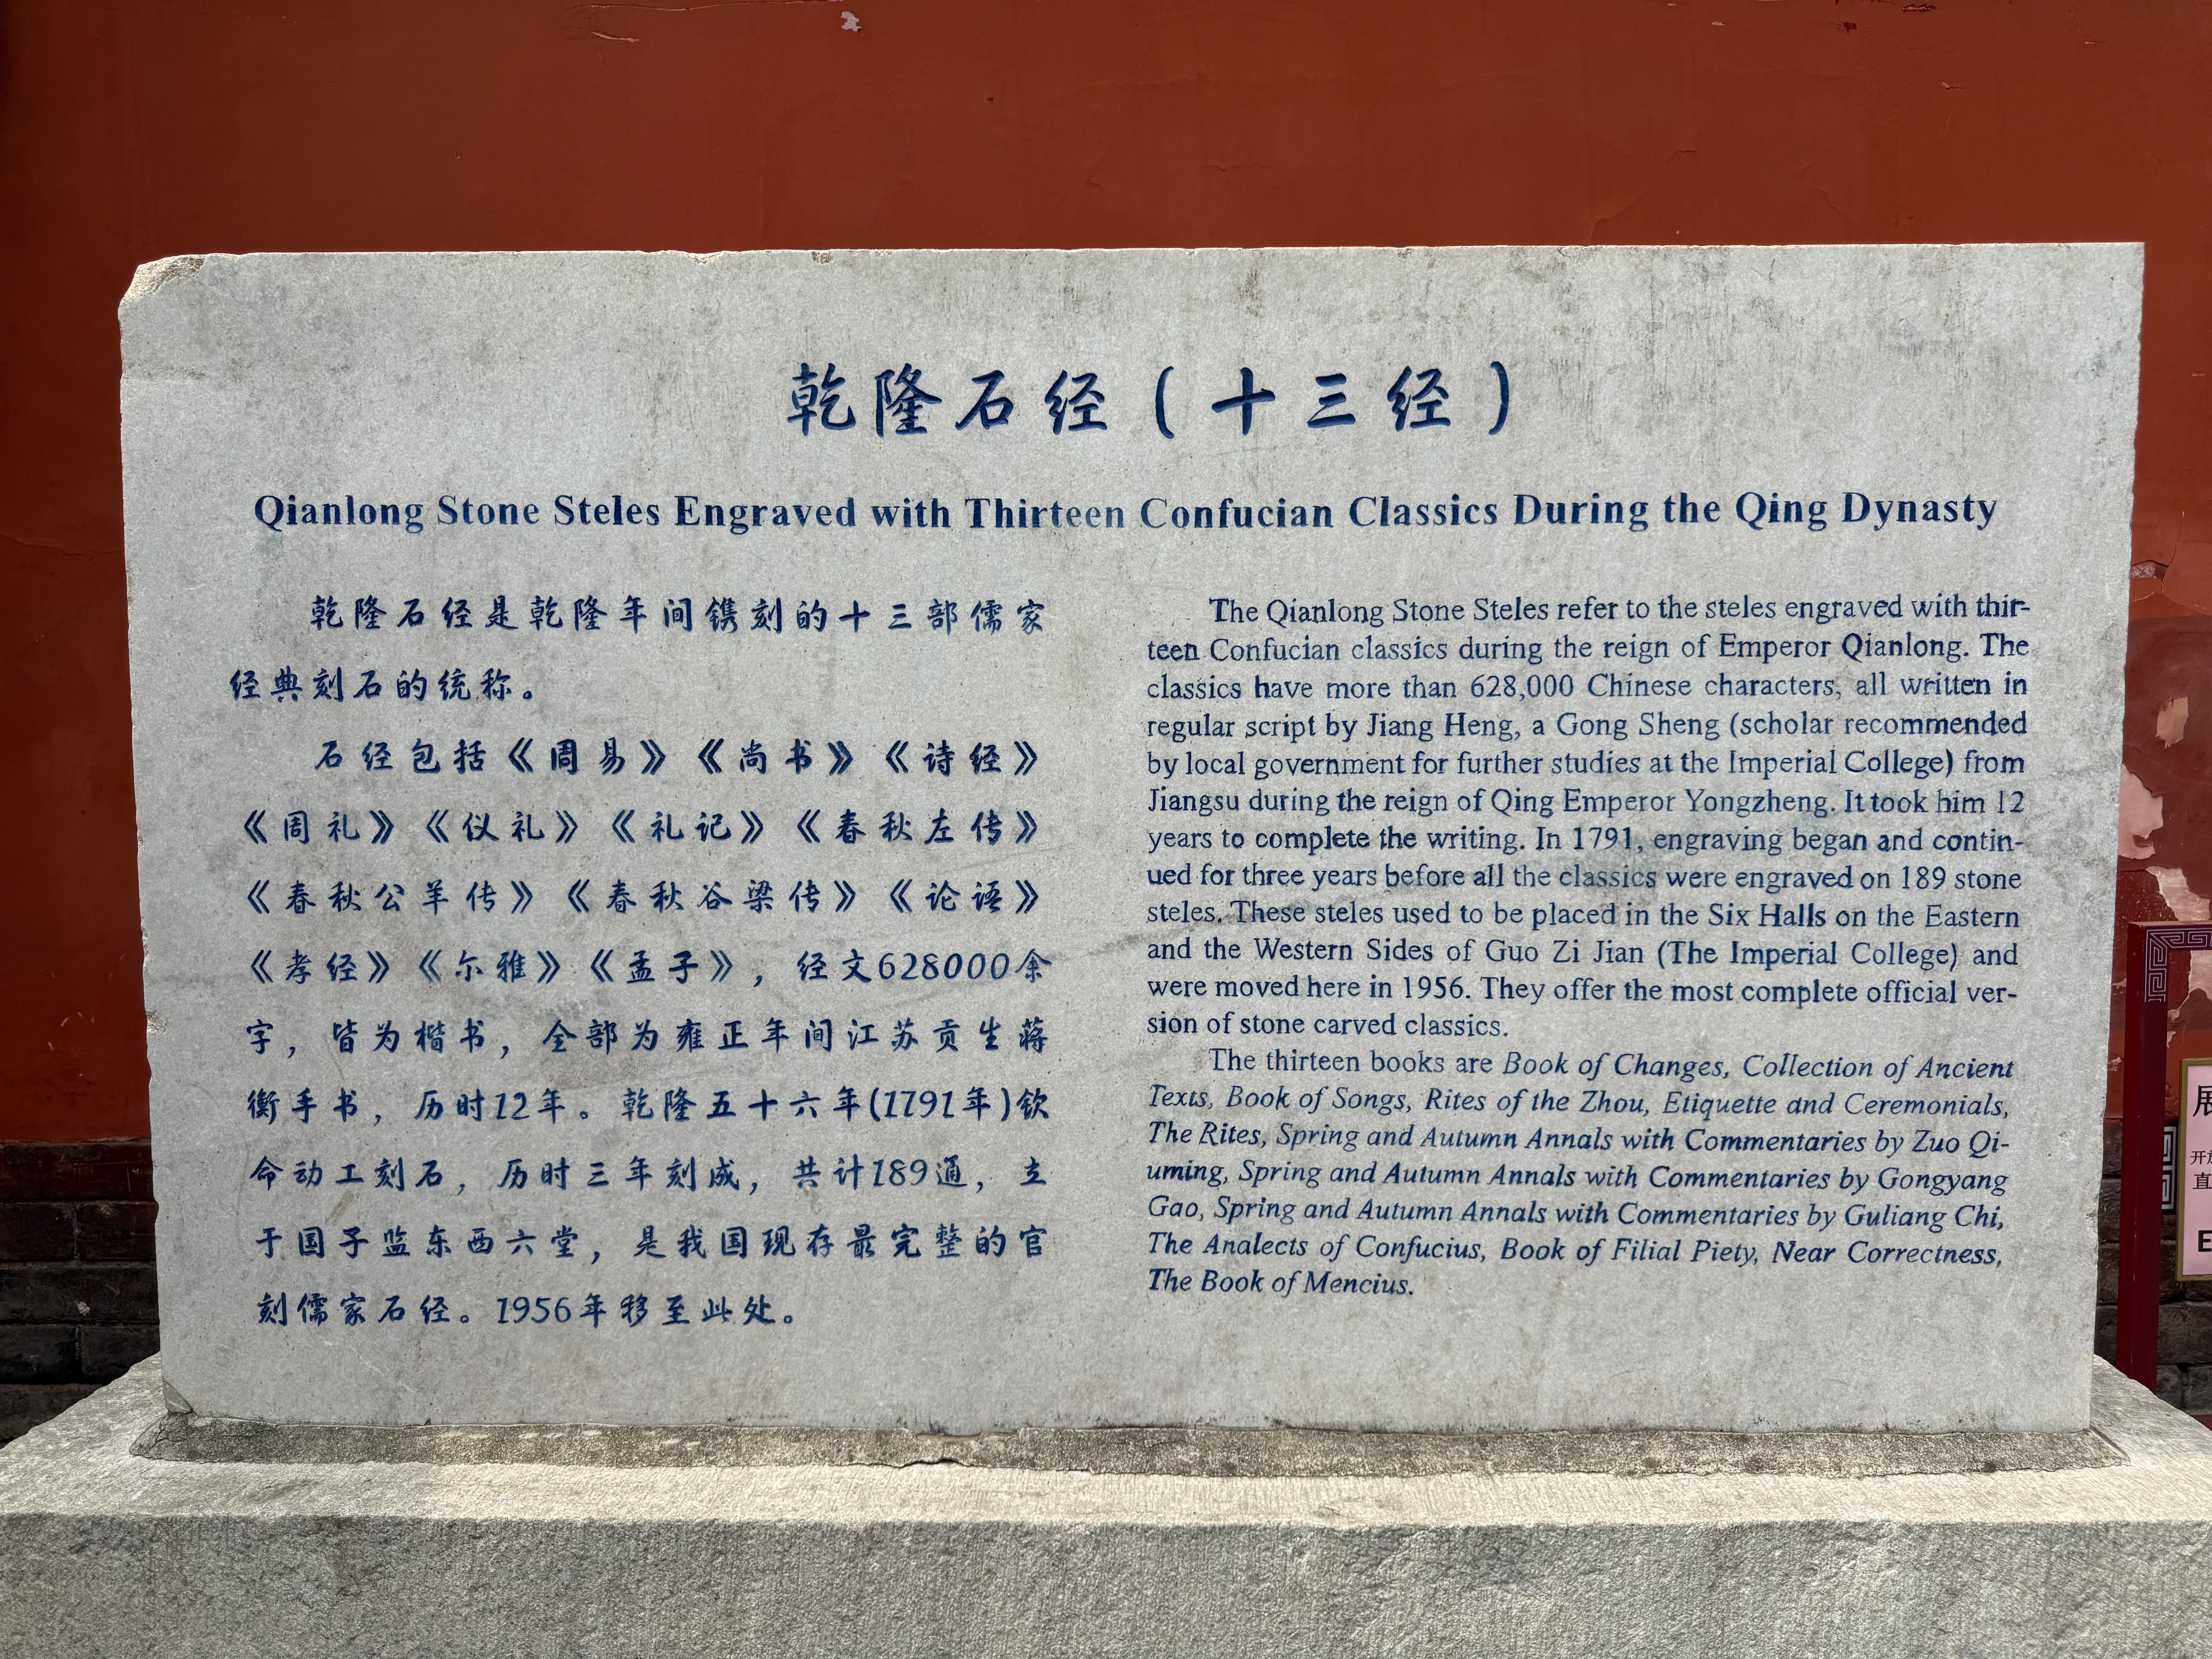 乾隆石经(十三经)
Qianlong Stone Steles Engraved with Thirteen Confucian Classics During the Qing Dynasty
乾隆石经是乾隆年间镌刻的十三部儒家
经典刻石的统称。
石经包括《周易》《尚书》《诗经》
《周礼》《仪礼》《礼记》《春秋左传》
《春秋公羊传》《春秋谷梁传》《论语》
《孝经》《尔雅》《孟子》,经文628000余
字,皆为楷书,全部为雍正年间江苏贡生蒋
衡手书,历时12年。乾隆五十六年(1791年)钦
命动工刻石,历时三年刻成,共计189通,立
于国子监东西六堂,是我国现存最完整的官
刻儒家石经。1956年移至此处。
The Qianlong Stone Steles refer to the steles engraved with thir-
teen Confucian classics during the reign of Emperor Qianlong. The
classics have more than 628,000 Chinese characters, all written in
regular script by Jiang Heng, a Gong Sheng (scholar recommended
by local government for further studies at the Imperial College) from
Jiangsu during the reign of Qing Emperor Yongzheng. It took him 12
years to complete the writing. In 1791, engraving began and contin-
ued for three years before all the classics were engraved on 189 stone
steles. These steles used to be placed in the Six Halls on the Eastern
and the Western Sides of Guo Zi Jian (The Imperial College) and
were moved here in 1956. They offer the most complete official ver-
sion of stone carved classics.
The thirteen books are Book of Changes, Collection of Ancient
Texts, Book of Songs, Rites of the Zhou, Etiquette and Ceremonials,
The Rites, Spring and Autumn Annals with Commentaries by Zuo Qi-
uming, Spring and Autumn Annals with Commentaries by Gongyang
Gao, Spring and Autumn Annals with Commentaries by Guliang Chi,
The Analects of Confucius, Book of Filial Piety, Near Correctness,
The Book of Mencius.
展
开放
直
E